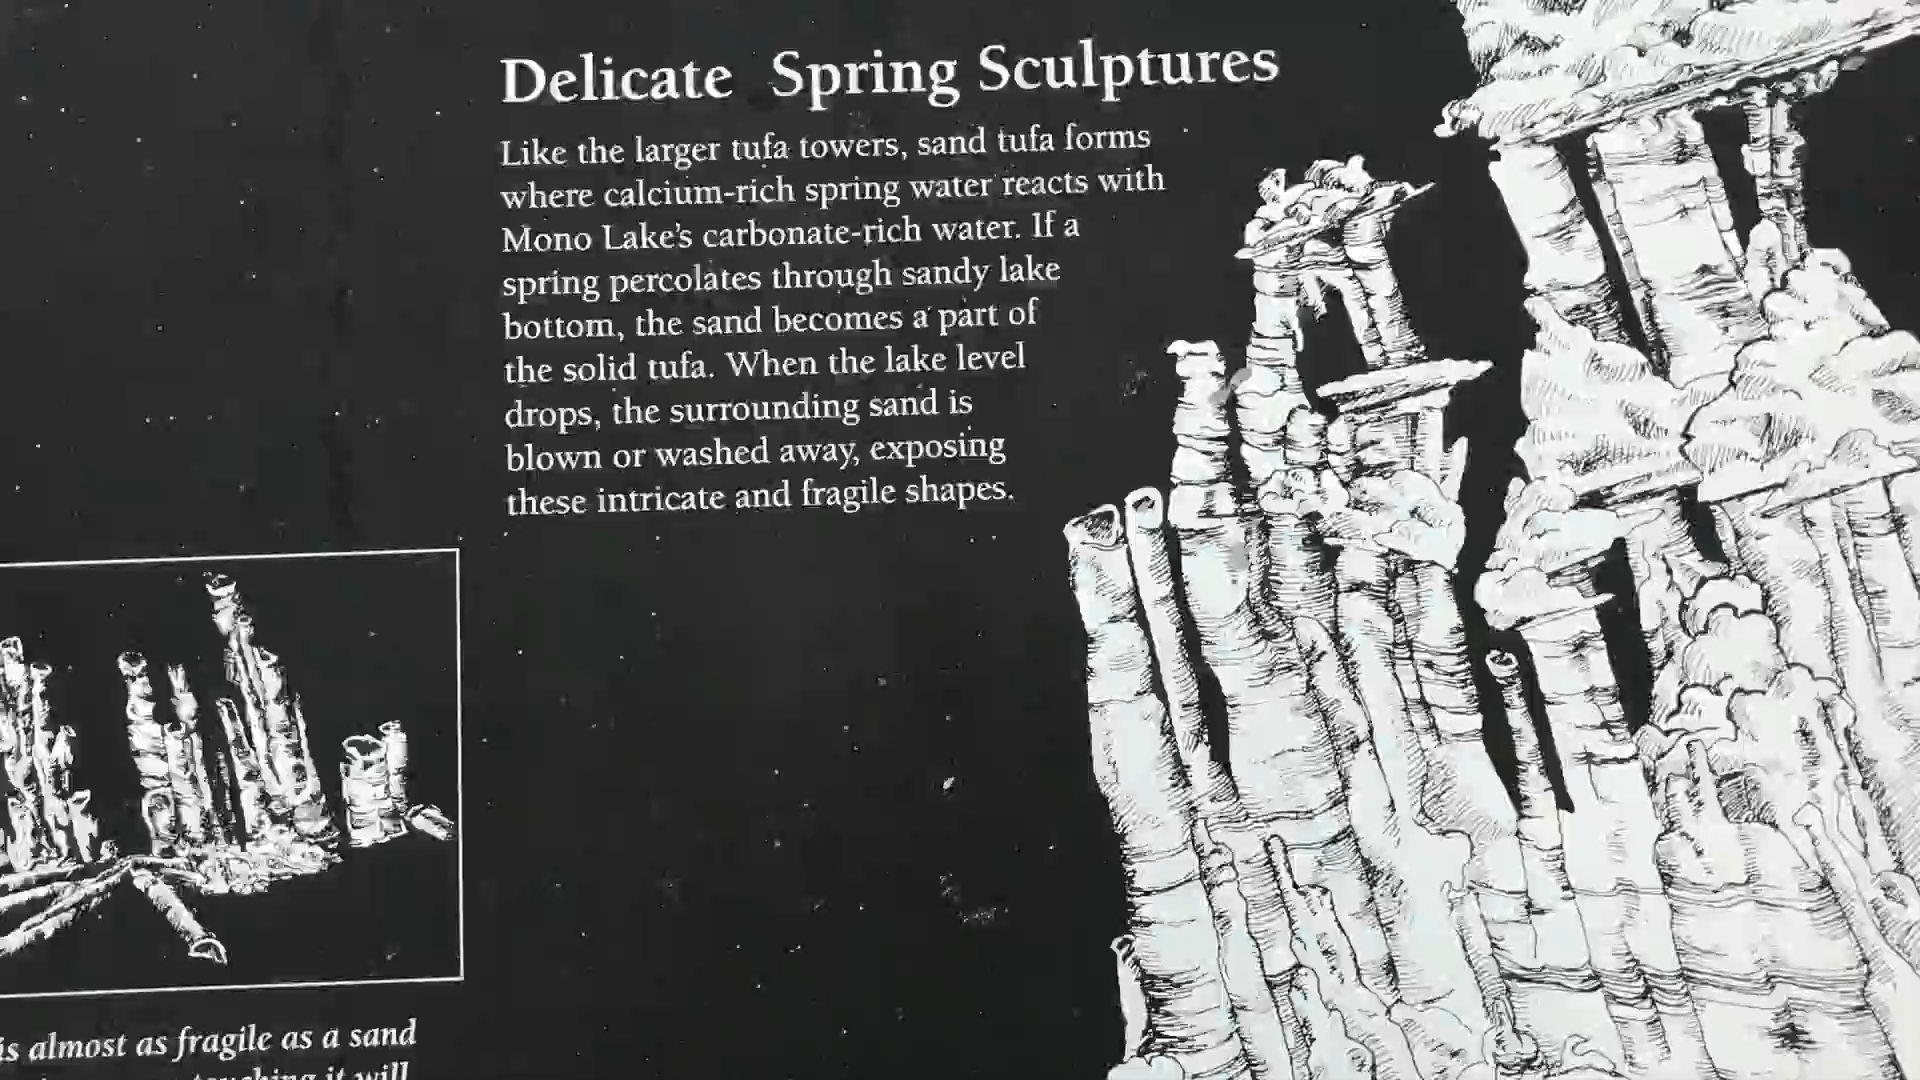 Delicate Spring Sculptures
Like the larger tufa towers, sand tufa forms
where calcium-rich spring water reacts with
Mono Lake's carbonate-rich water. If a
spring percolates through sandy lake
bottom, the sand becomes a part of
the solid tufa. When the lake level
drops, the surrounding sand is
blown or washed away, exposing
these intricate and fragile shapes.
is almost as fragile as a sand
touching it will